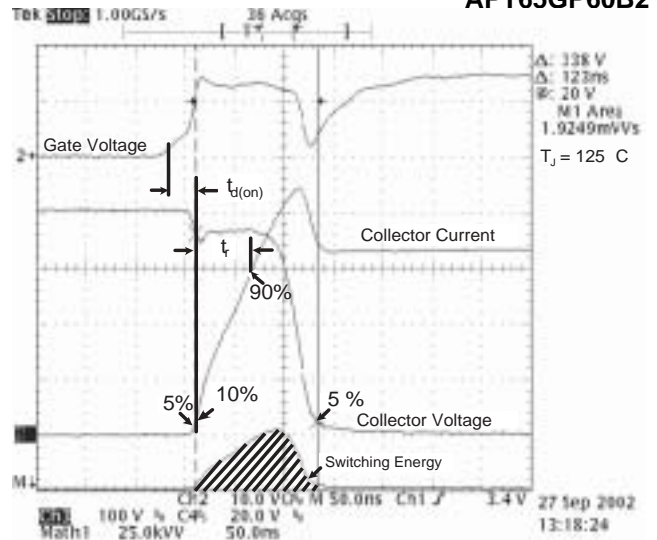 APT65GP60B2
Tek Stop: 1.00GS/s 36 Acqs
[ T ]
Δ: 338 V
Δ: 123ns
@: 20 V
M1 Area
1.9249mVVs
TJ = 125 C
2→
Gate Voltage
td(on)
Collector Current
tr
90%
5%
10%
5 %
Collector Voltage
Switching Energy
M↓
Ch2 10.0 V M 50.0ns Ch1 3.4 V
27 Sep 2002
Ch3 100 V 20.0 V
13:18:24
Math1 25.0kVV 50.0ns